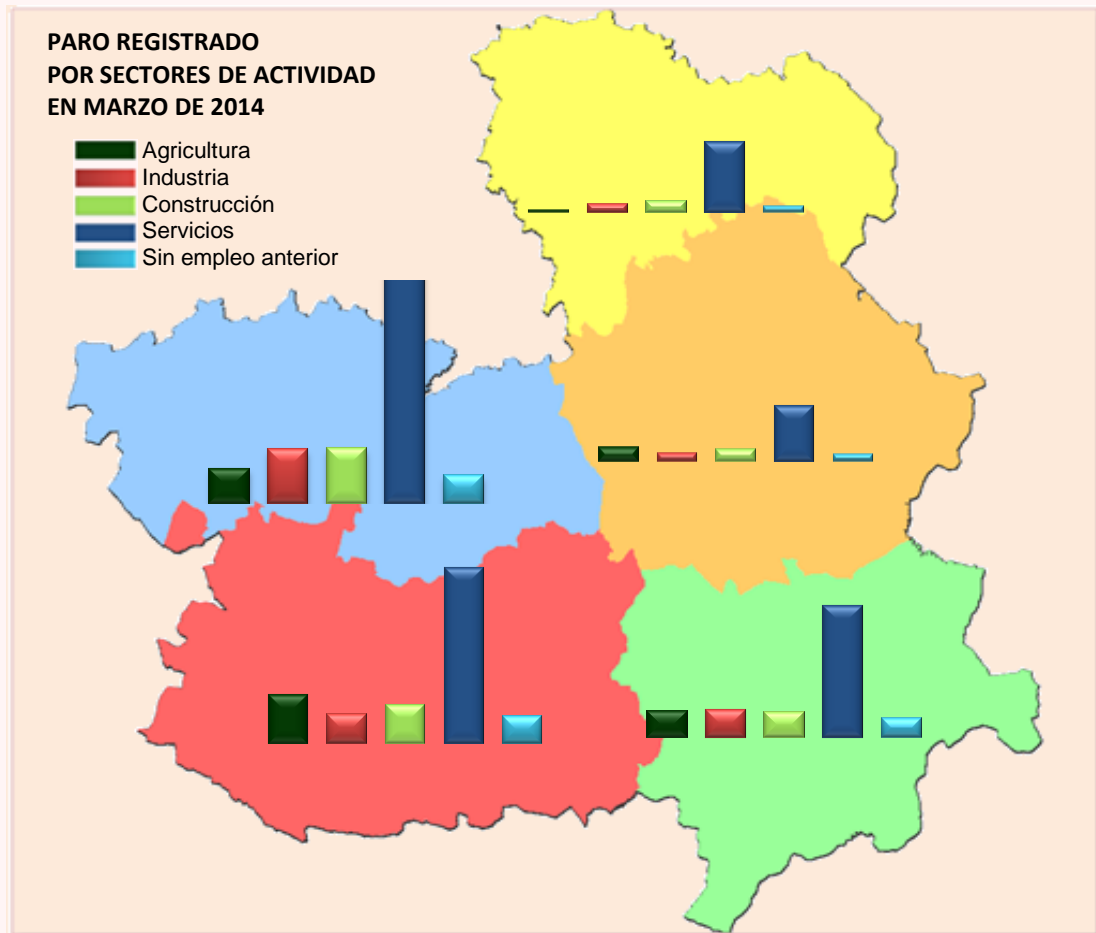 PARO REGISTRADO
POR SECTORES DE ACTIVIDAD
EN MARZO DE 2014
Agricultura
Industria
Construcción
Servicios
Sin empleo anterior